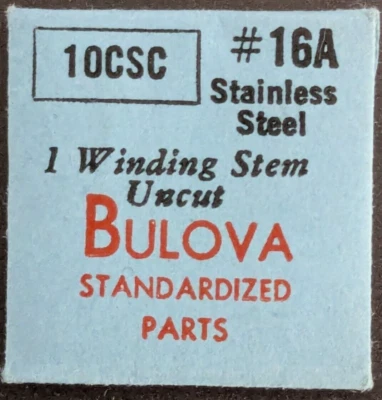 10CSC
#16A
Stainless
Steel
1 Winding Stem
Uncut
BULOVA
STANDARDIZED
PARTS